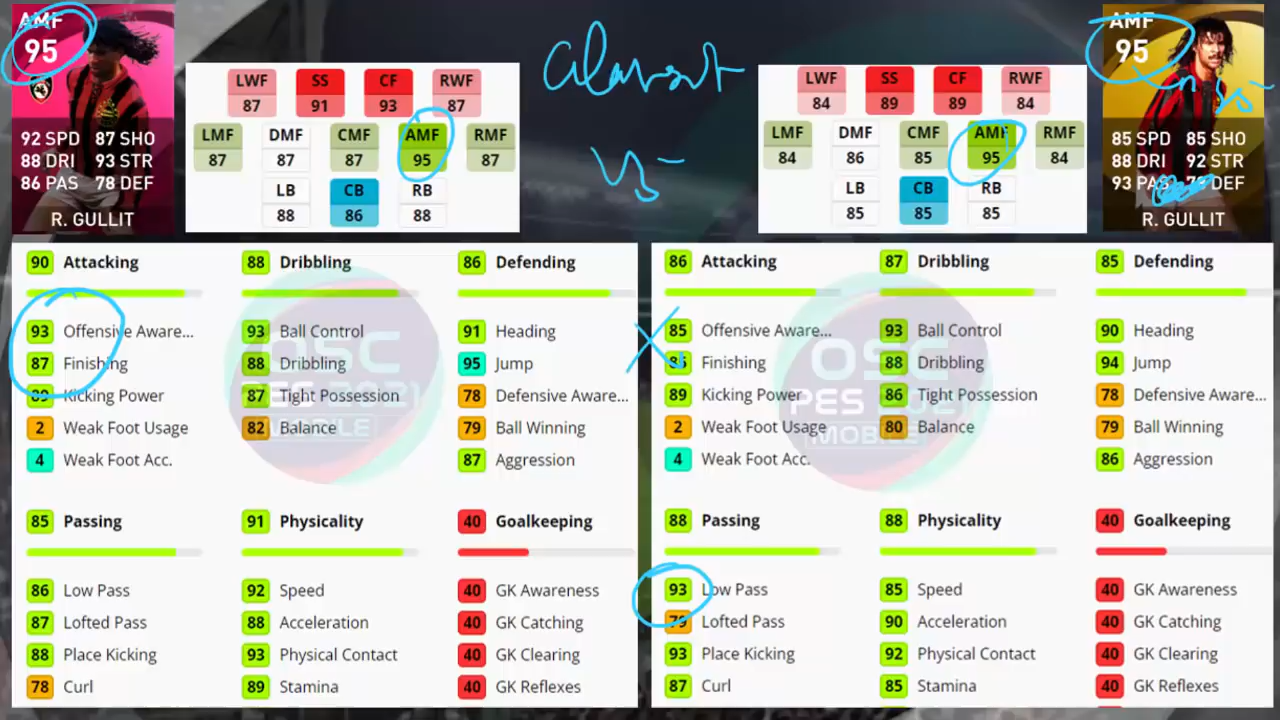 AMF
95
92 SPD 87 SHO
88 DRI 93 STR
86 PAS 78 DEF
R. GULLIT
LWF SS CF RWF
87 91 93 87
LMF DMF CMF AMF RMF
87 87 87 95 87
LB CB RB
88 86 88
VS
LWF SS CF RWF
84 89 89 84
LMF DMF CMF AMF RMF
84 86 85 95 84
LB CB RB
85 85 85
AMF
95
85 SPD 85 SHO
88 DRI 92 STR
93 PAS DEF
R. GULLIT
90 Attacking
93 Offensive Aware...
87 Finishing
89 Kicking Power
2 Weak Foot Usage
4 Weak Foot Acc.
88 Dribbling
93 Ball Control
88 Dribbling
87 Tight Possession
82 Balance
86 Defending
91 Heading
95 Jump
78 Defensive Aware...
79 Ball Winning
87 Aggression
85 Passing
86 Low Pass
87 Lofted Pass
88 Place Kicking
78 Curl
91 Physicality
92 Speed
88 Acceleration
93 Physical Contact
89 Stamina
40 Goalkeeping
40 GK Awareness
40 GK Catching
40 GK Clearing
40 GK Reflexes
OSC
PES 2021
MOBILE
86 Attacking
85 Offensive Aware...
Finishing
89 Kicking Power
2 Weak Foot Usage
4 Weak Foot Acc.
87 Dribbling
93 Ball Control
88 Dribbling
86 Tight Possession
80 Balance
85 Defending
90 Heading
94 Jump
78 Defensive Aware...
79 Ball Winning
86 Aggression
88 Passing
93 Low Pass
79 Lofted Pass
93 Place Kicking
87 Curl
88 Physicality
85 Speed
90 Acceleration
92 Physical Contact
85 Stamina
40 Goalkeeping
40 GK Awareness
40 GK Catching
40 GK Clearing
40 GK Reflexes
OSC
PES 2021
MOBILE